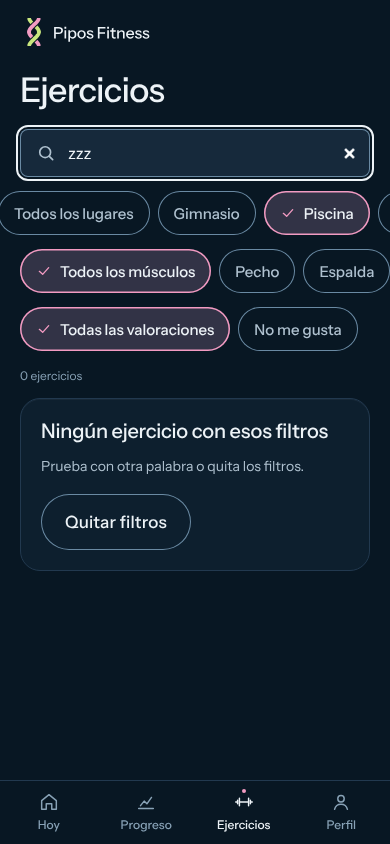 Pipos Fitness
Ejercicios
zzz
Todos los lugares Gimnasio Piscina
Todos los músculos Pecho Espalda
Todas las valoraciones No me gusta
0 ejercicios
Ningún ejercicio con esos filtros
Prueba con otra palabra o quita los filtros.
Quitar filtros
Hoy Progreso Ejercicios Perfil